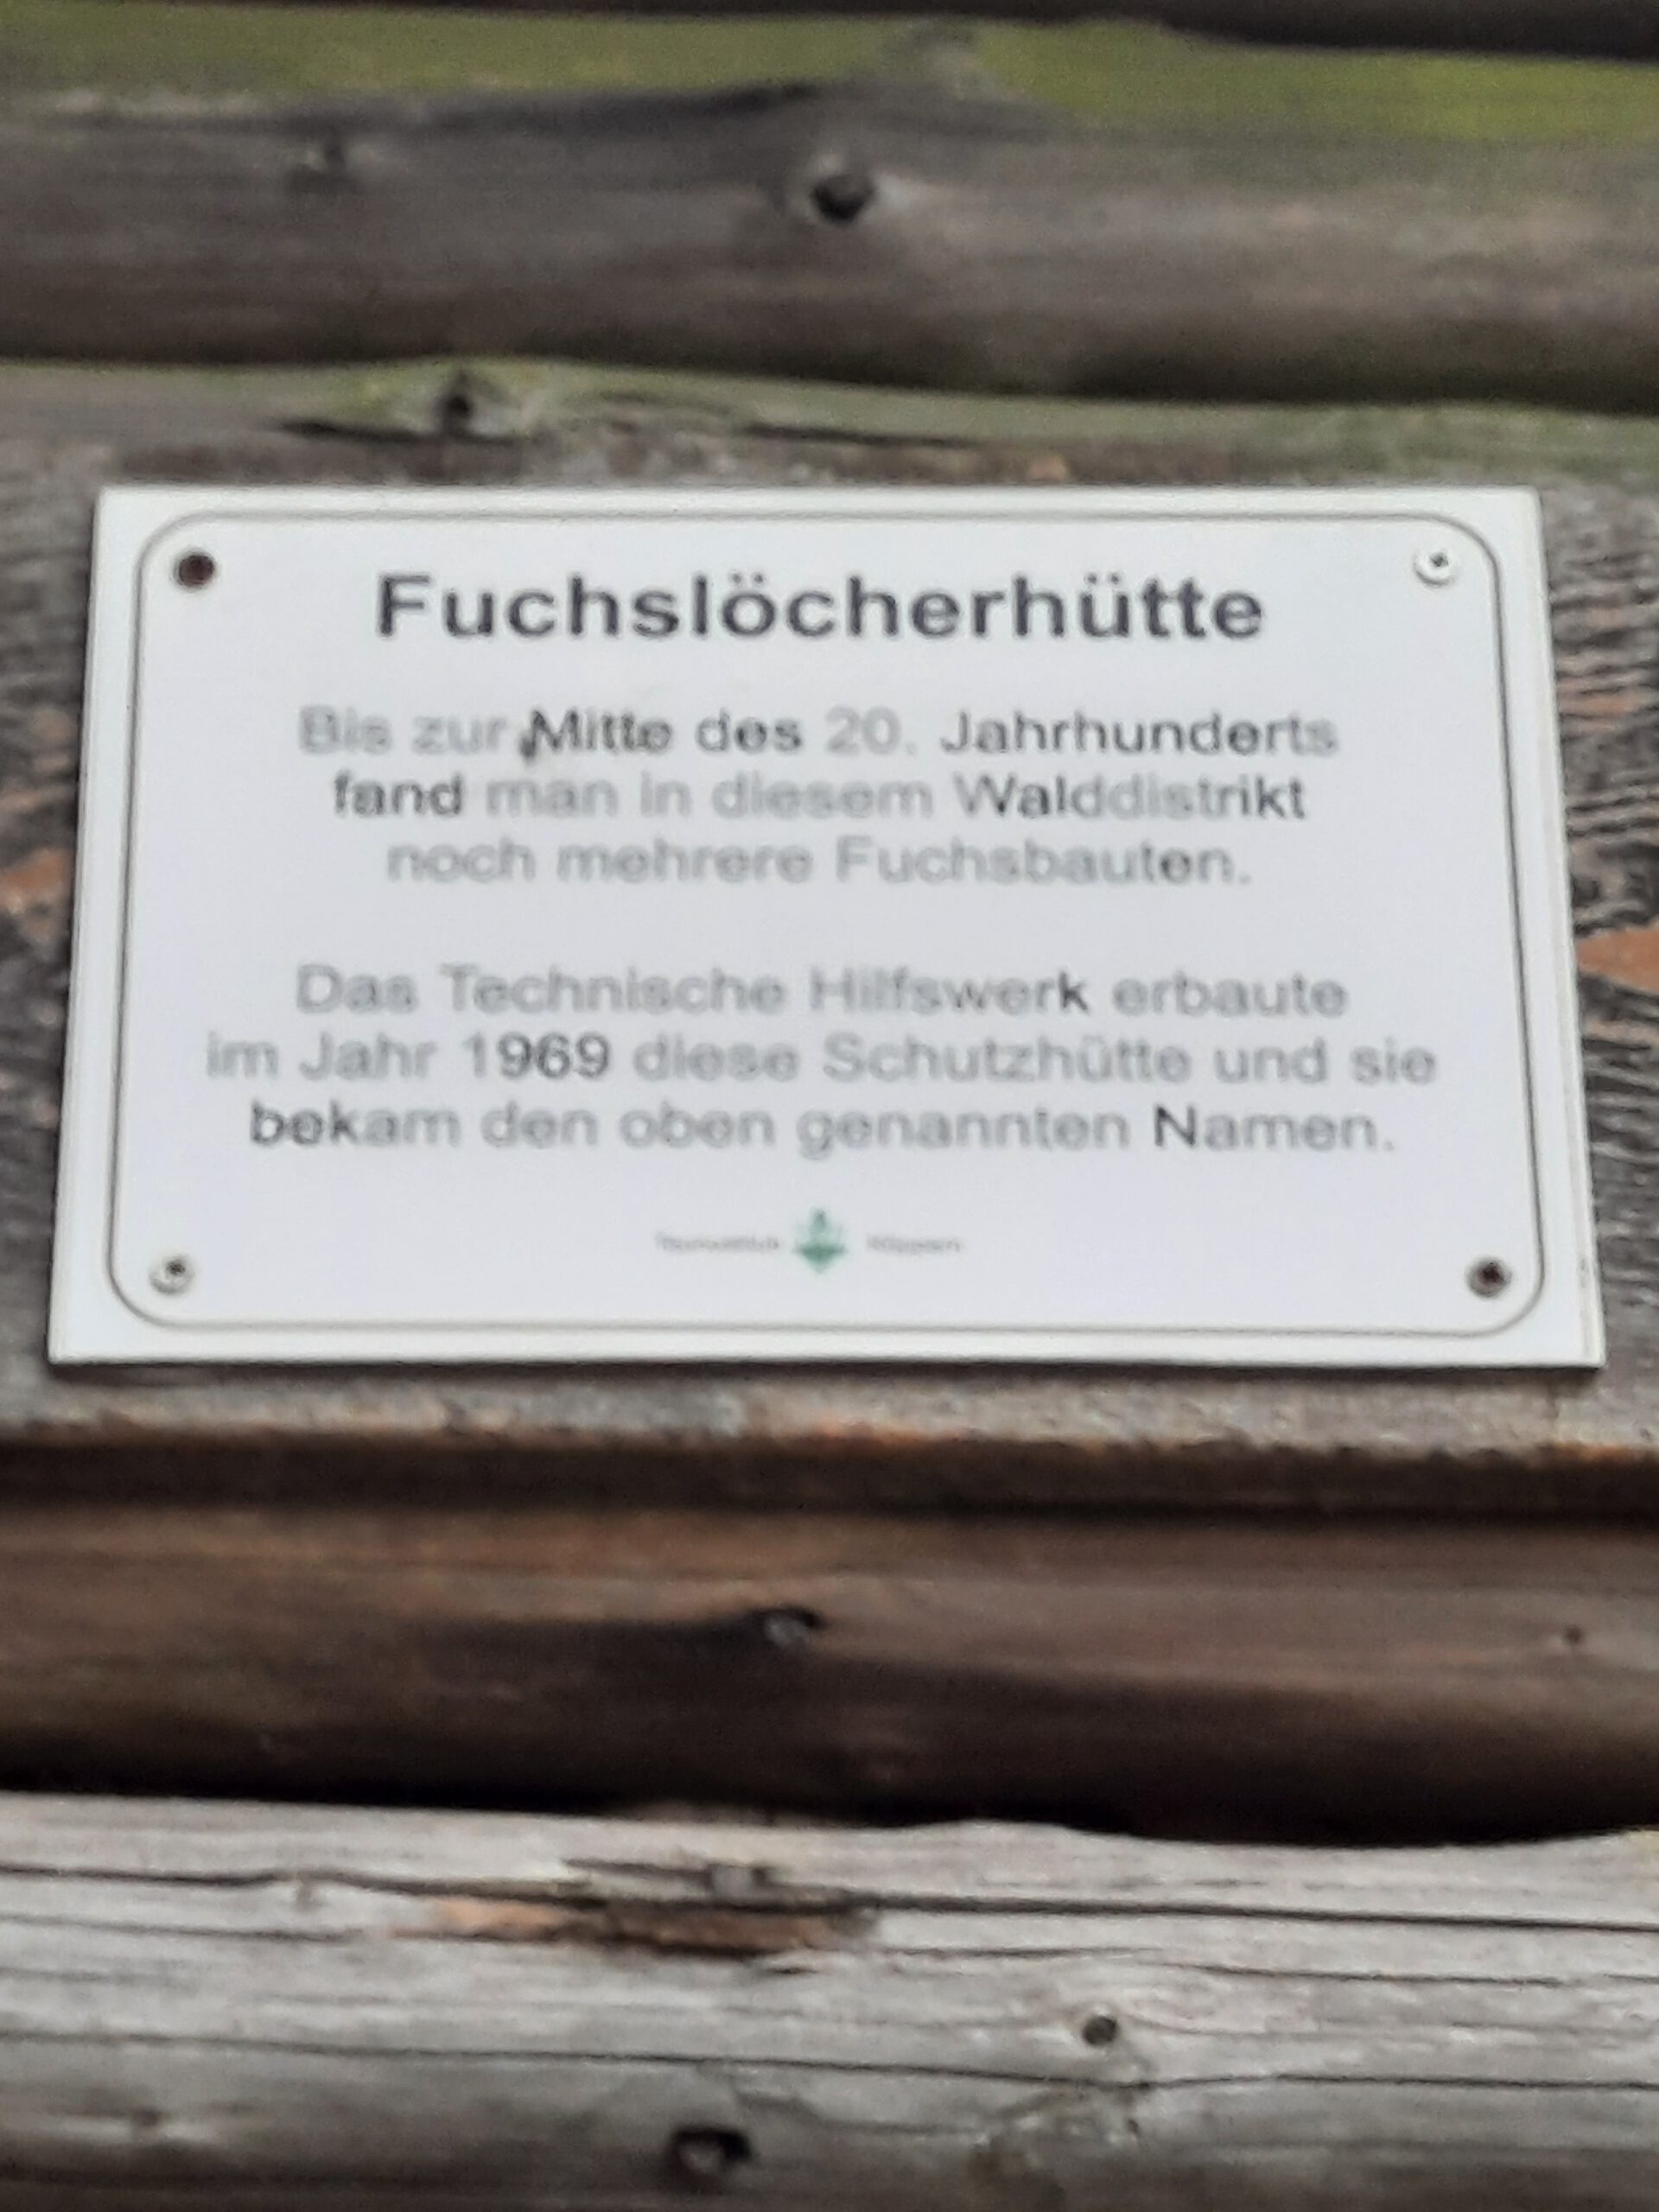 Fuchslöcherhütte
Bis zur Mitte des 20. Jahrhunderts
fand man in diesem Walddistrikt
noch mehrere Fuchsbauten.
Das Technische Hilfswerk erbaute
im Jahr 1969 diese Schutzhütte und sie
bekam den oben genannten Namen.